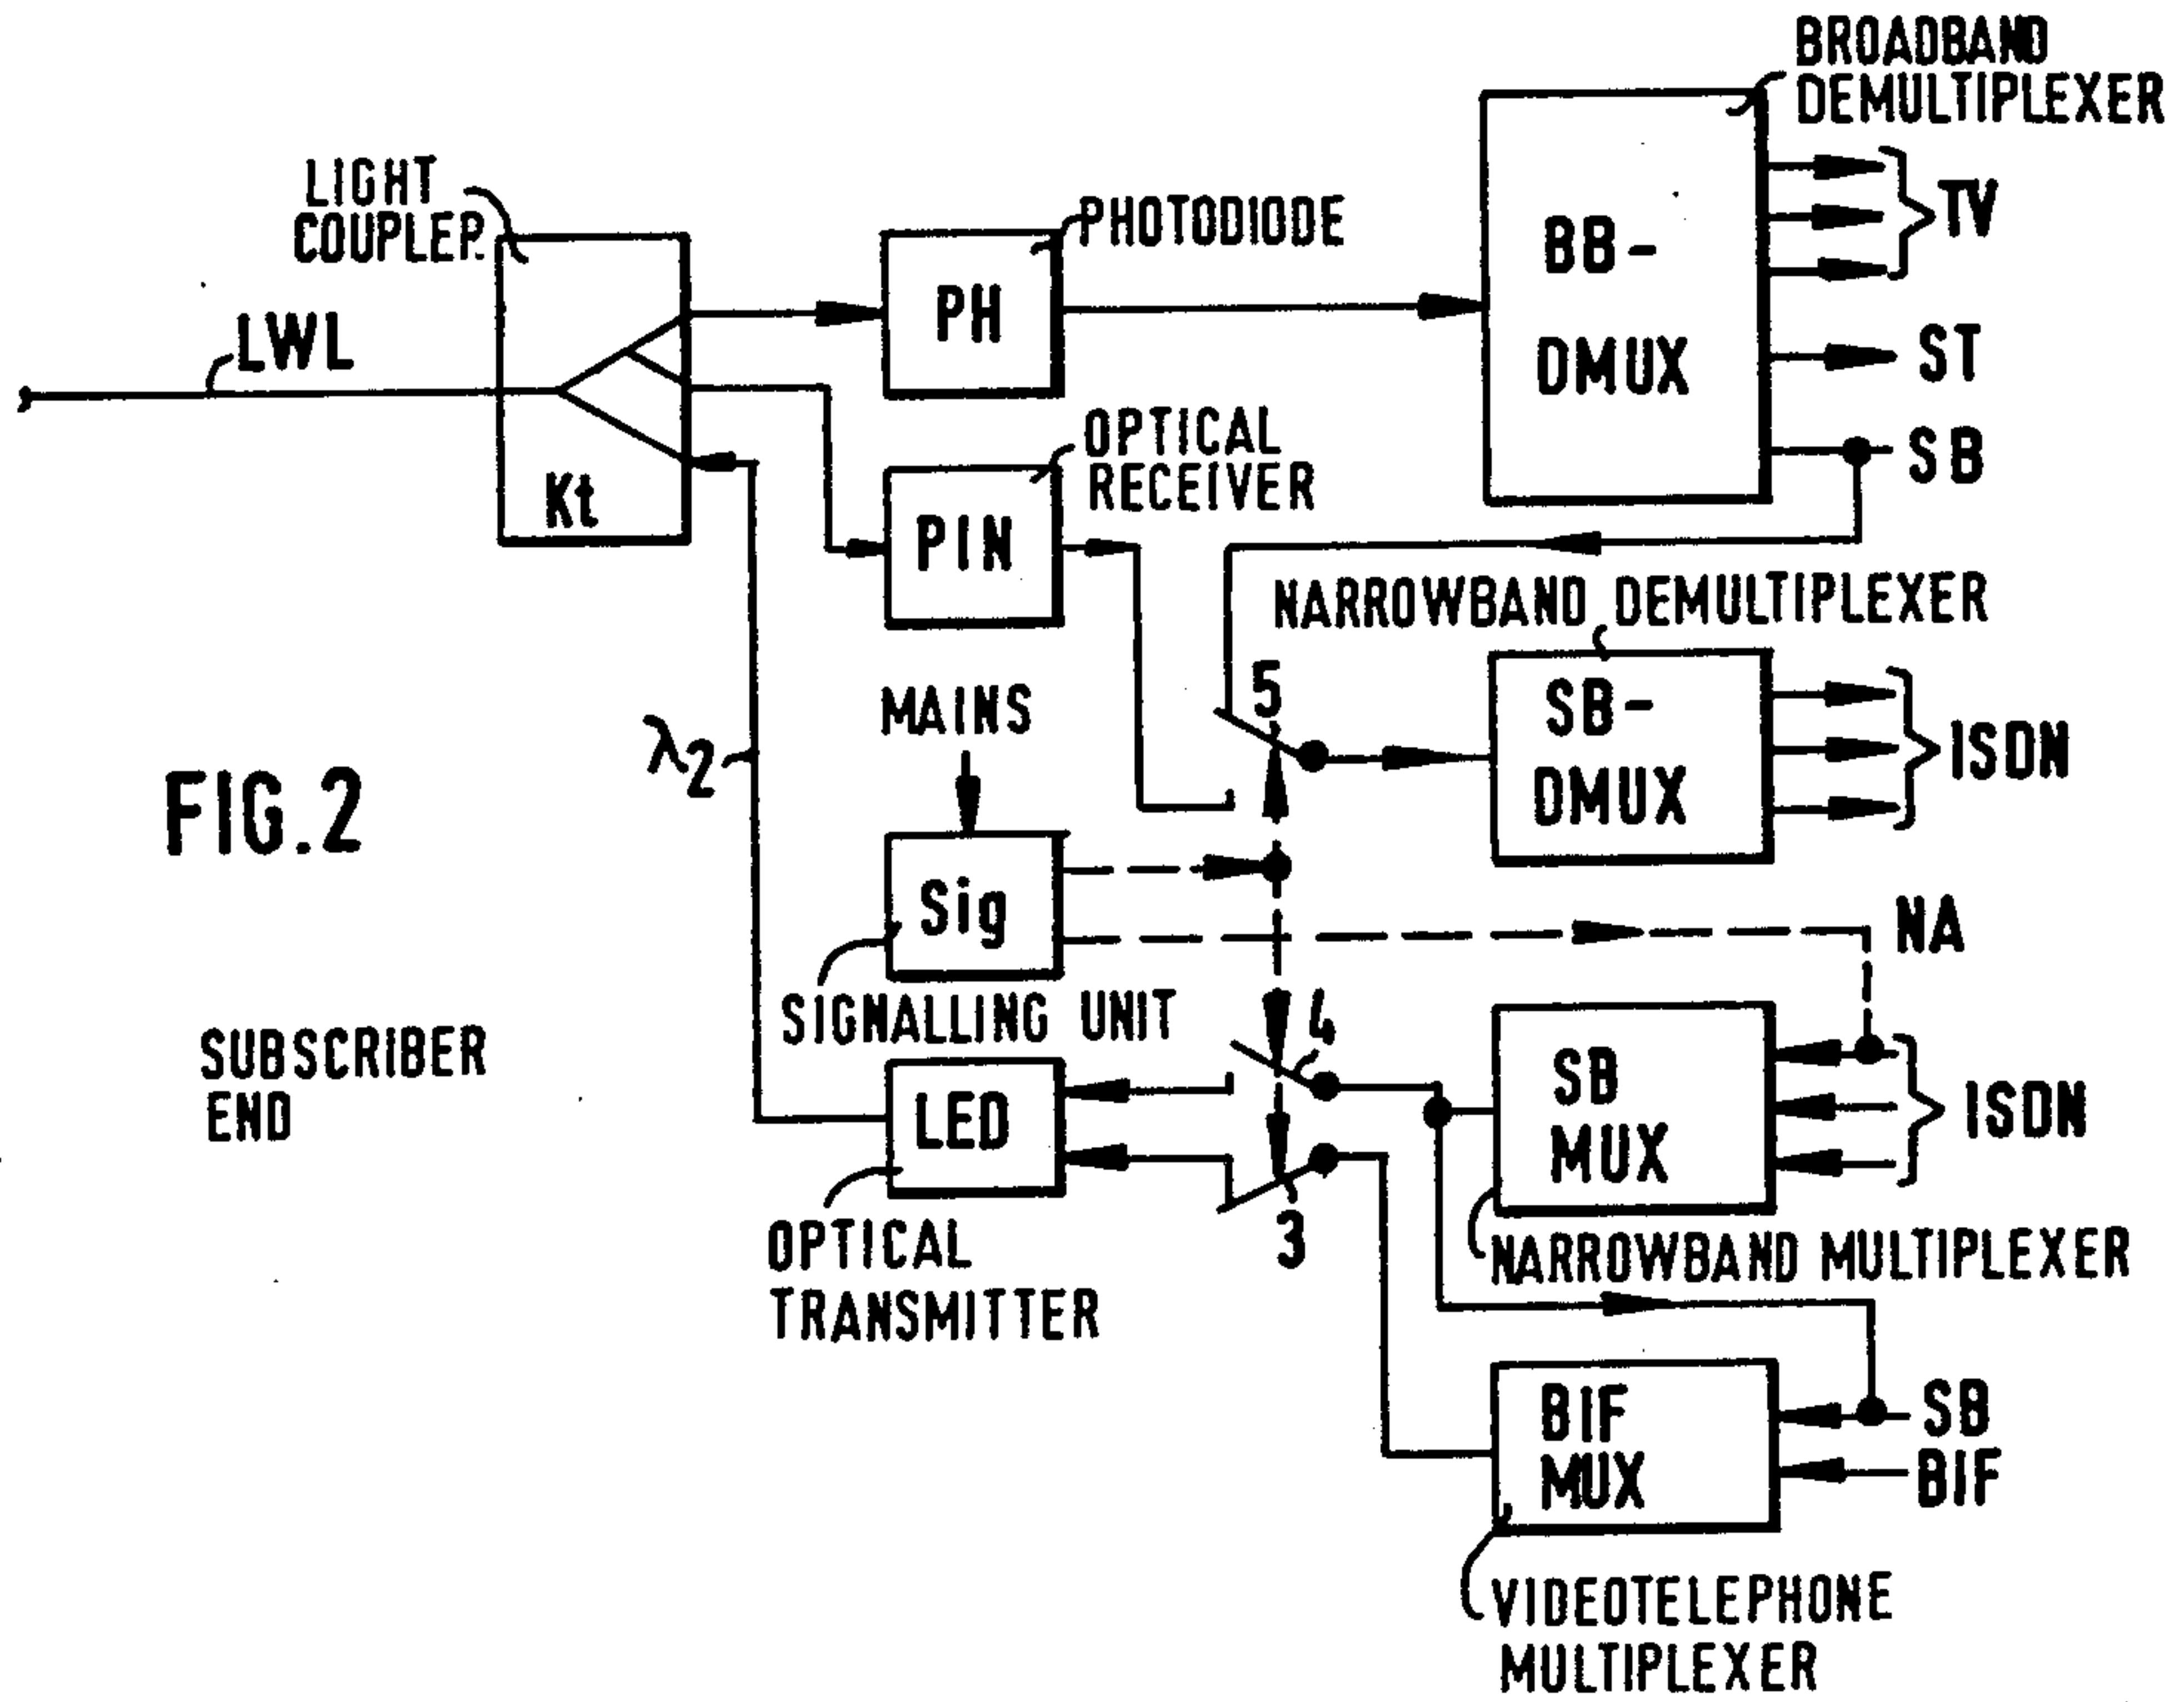 BROADBAND
DEMULTIPLEXER
LIGHT
COUPLER
PHOTODIODE
TV
BB-
DMUX
PH
LWL
ST
OPTICAL
RECEIVER
SB
Kt
PIN
NARROWBAND DEMULTIPLEXER
5
MAINS
SB-
DMUX
ISDN
λ2
FIG.2
Sig
NA
SIGNALLING UNIT
4
SUBSCRIBER
END
LED
SB
MUX
ISDN
3
OPTICAL
TRANSMITTER
NARROWBAND MULTIPLEXER
BIF
MUX
SB
BIF
VIDEOTELEPHONE
MULTIPLEXER